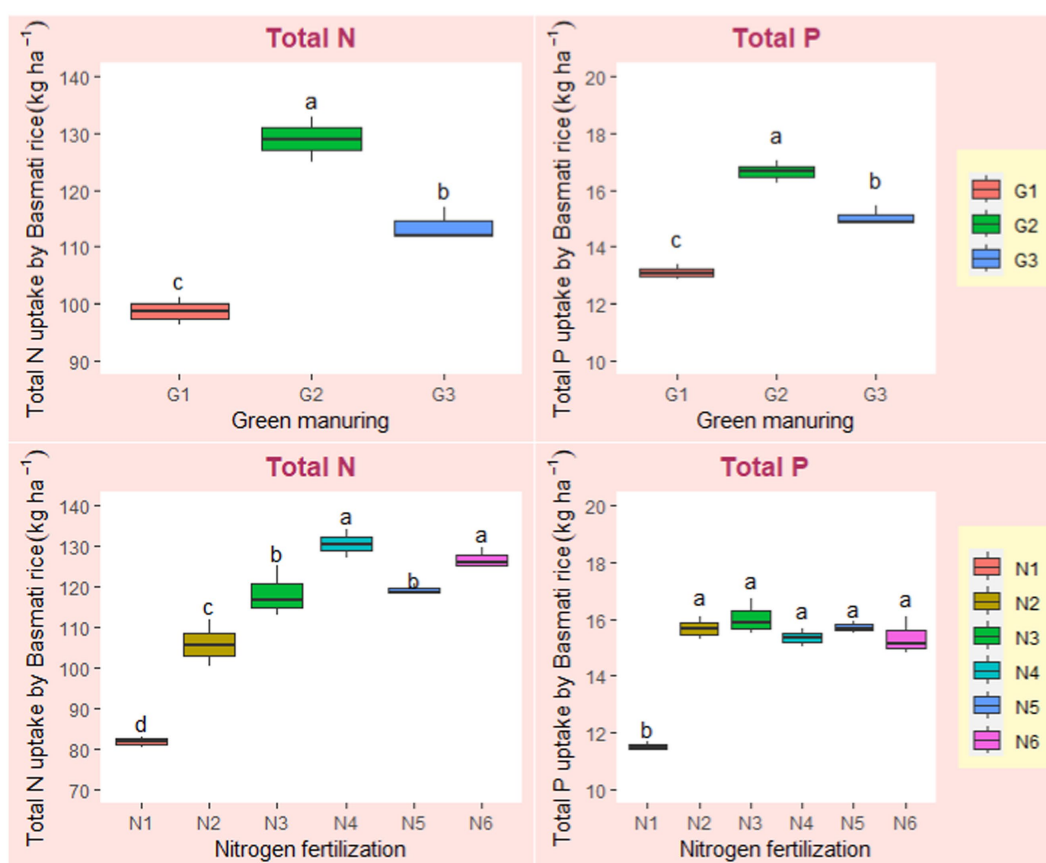 Total N
Total N uptake by Basmati rice(kg ha⁻¹)
140
130
120
110
100
90
c
a
b
G1
G2
G3
Green manuring
Total P
Total P uptake by Basmati rice(kg ha⁻¹)
20
18
16
14
12
10
c
a
b
G1
G2
G3
Green manuring
G1
G2
G3
Total N
Total N uptake by Basmati rice(kg ha⁻¹)
140
130
120
110
100
90
80
70
d
c
b
a
b
a
N1
N2
N3
N4
N5
N6
Nitrogen fertilization
Total P
Total P uptake by Basmati rice(kg ha⁻¹)
20
18
16
14
12
10
b
a
a
a
a
a
N1
N2
N3
N4
N5
N6
Nitrogen fertilization
N1
N2
N3
N4
N5
N6